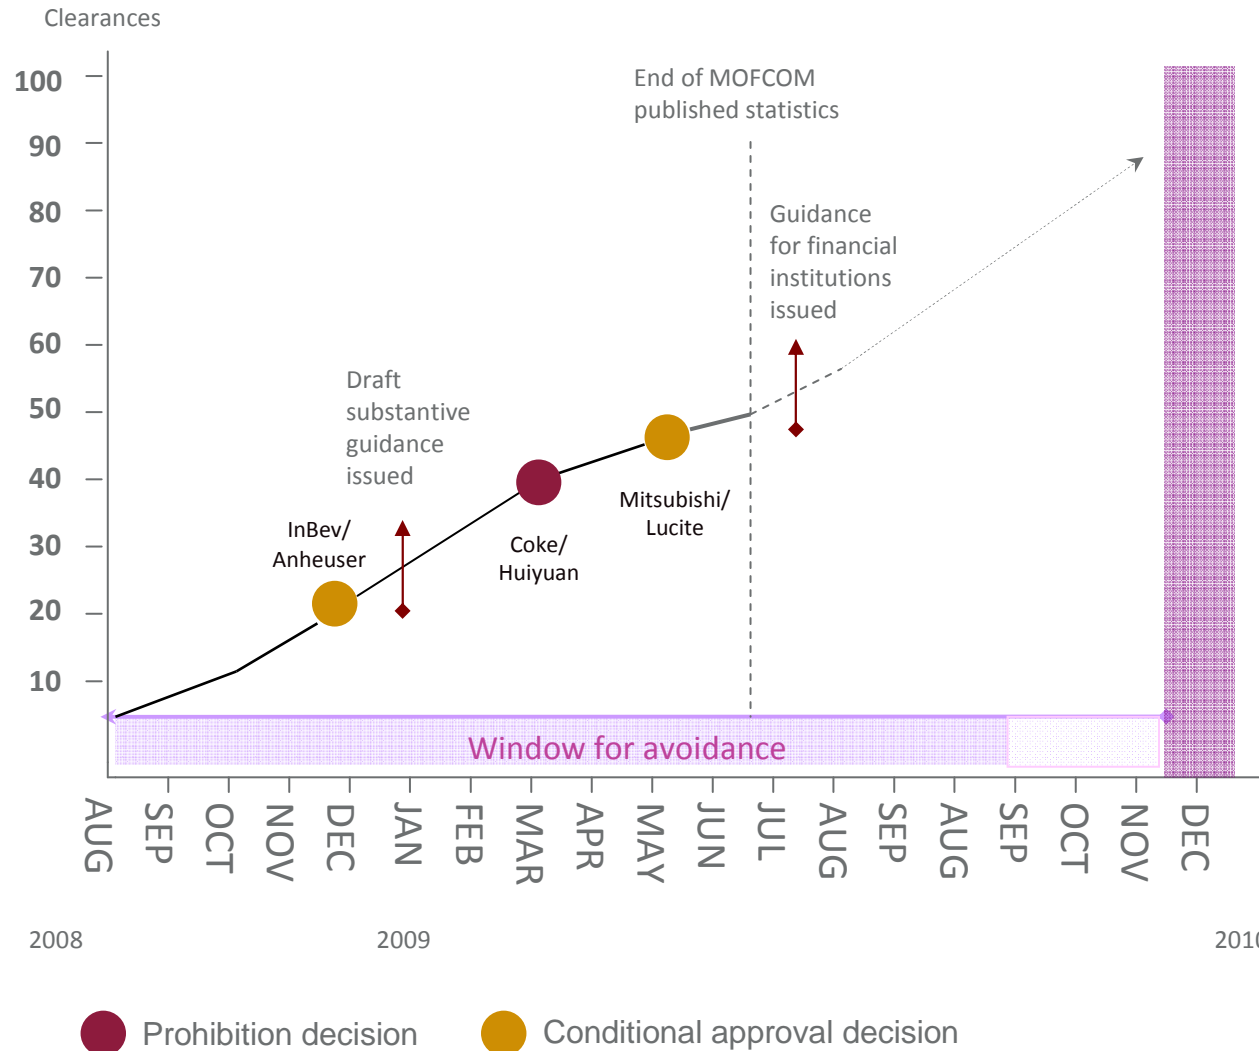 Clearances
100
90
80
70
60
50
40
30
20
10
End of MOFCOM
published statistics
Guidance
for financial
institutions
issued
Draft
substantive
guidance
issued
InBev/
Anheuser
Coke/
Huiyuan
Mitsubishi/
Lucite
Window for avoidance
AUG
SEP
OCT
NOV
DEC
JAN
FEB
MAR
APR
MAY
JUN
JUL
AUG
SEP
AUG
SEP
OCT
NOV
DEC
2008
2009
2010
Prohibition decision
Conditional approval decision